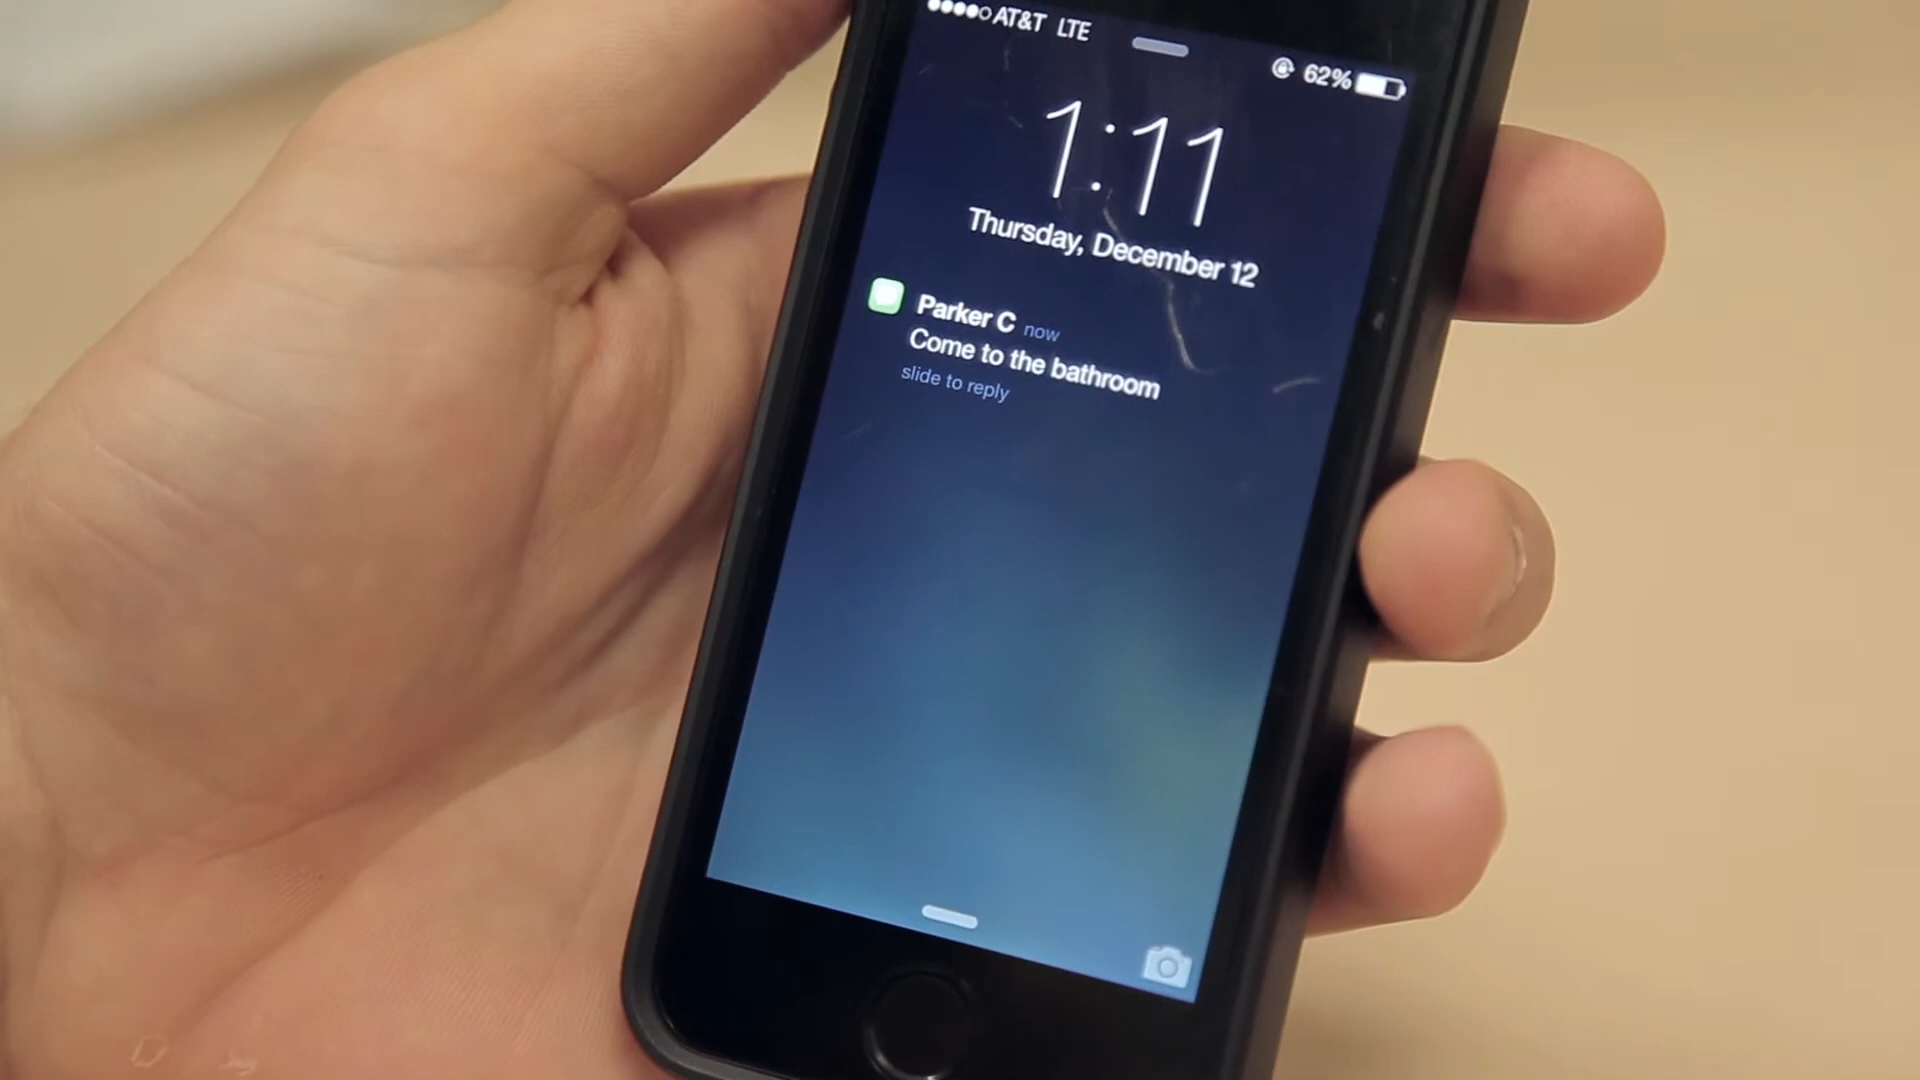 AT&T LTE 62%
1:11
Thursday, December 12
Parker C now
Come to the bathroom
slide to reply